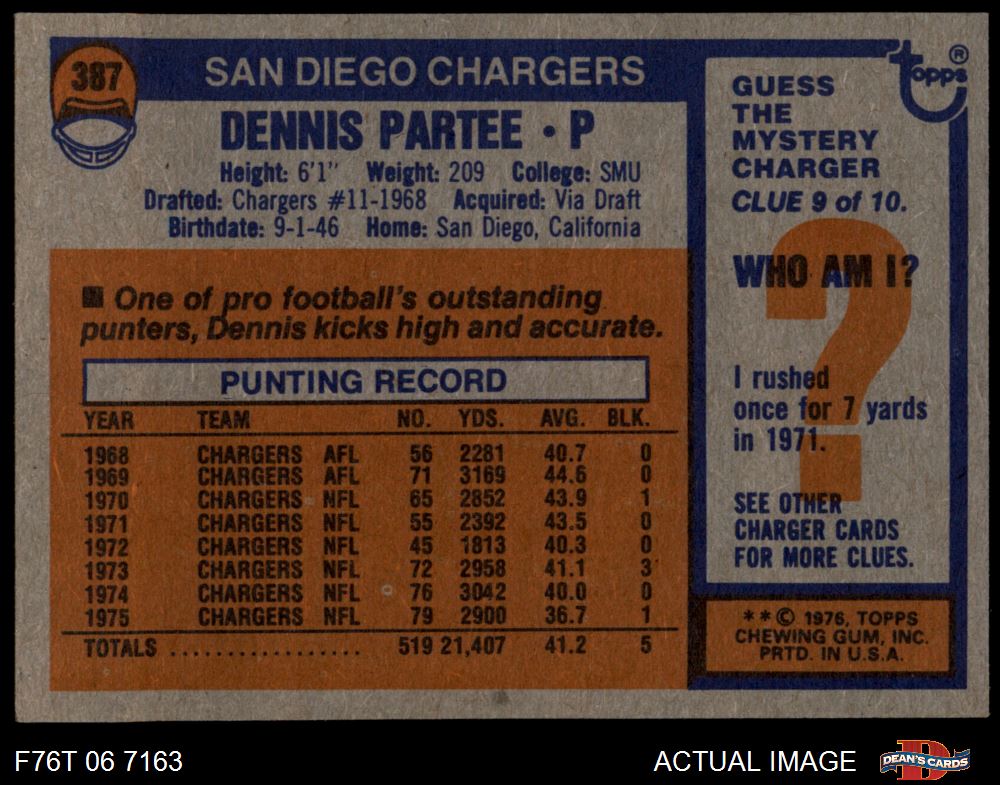 387
SAN DIEGO CHARGERS
DENNIS PARTEE • P
Height: 6'1" Weight: 209 College: SMU
Drafted: Chargers #11-1968 Acquired: Via Draft
Birthdate: 9-1-46 Home: San Diego, California
■ One of pro football's outstanding
punters, Dennis kicks high and accurate.
PUNTING RECORD
YEAR TEAM NO. YDS. AVG. BLK.
1968 CHARGERS AFL 56 2281 40.7 0
1969 CHARGERS AFL 71 3169 44.6 0
1970 CHARGERS NFL 65 2852 43.9 1
1971 CHARGERS NFL 55 2392 43.5 0
1972 CHARGERS NFL 45 1813 40.3 0
1973 CHARGERS NFL 72 2958 41.1 3
1974 CHARGERS NFL 76 3042 40.0 0
1975 CHARGERS NFL 79 2900 36.7 1
TOTALS ................. 519 21,407 41.2 5
topps ®
GUESS
THE
MYSTERY
CHARGER
CLUE 9 of 10.
WHO AM I?
?
I rushed
once for 7 yards
in 1971.
SEE OTHER
CHARGER CARDS
FOR MORE CLUES.
**© 1976, TOPPS
CHEWING GUM, INC.
PRTD. IN U.S.A.
F76T 06 7163
ACTUAL IMAGE
D
DEAN'S CARDS